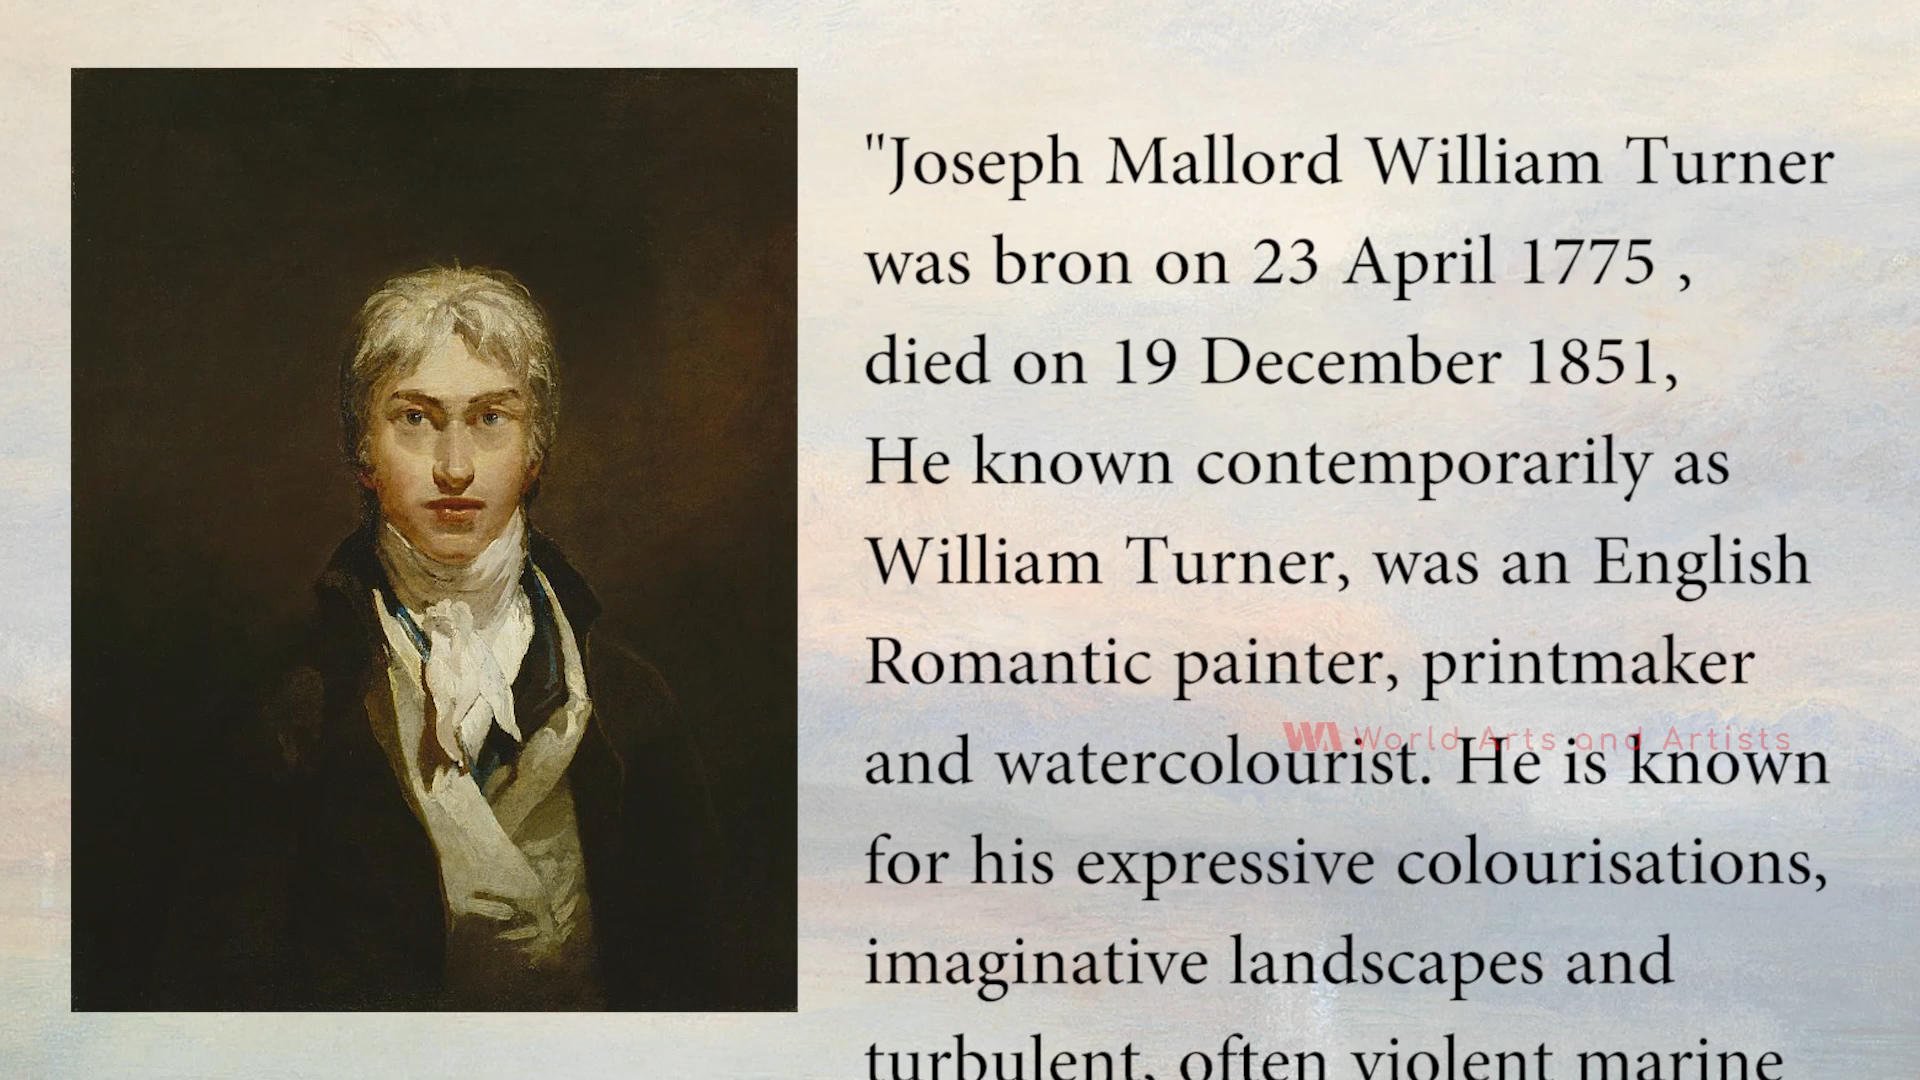 "Joseph Mallord William Turner
was bron on 23 April 1775 ,
died on 19 December 1851,
He known contemporarily as
William Turner, was an English
Romantic painter, printmaker
World Arts and Artists
and watercolourist. He is known
for his expressive colourisations,
imaginative landscapes and
turbulent, often violent marine